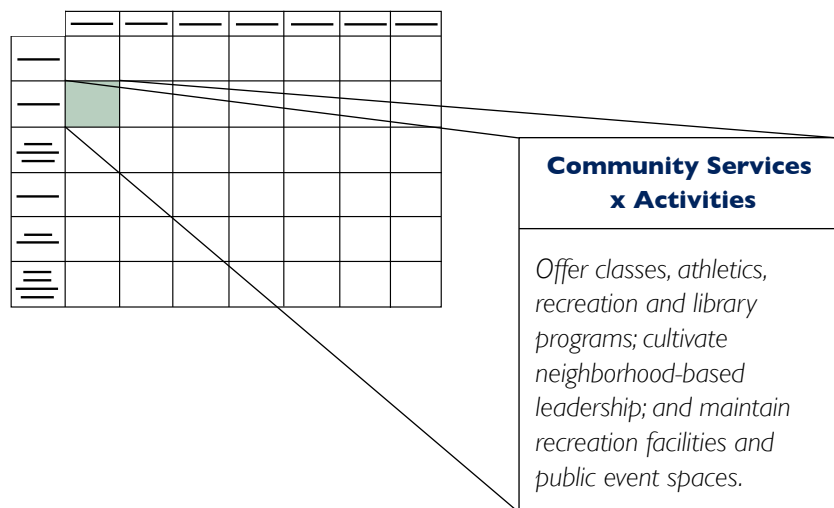 Community Services
x Activities
Offer classes, athletics,
recreation and library
programs; cultivate
neighborhood-based
leadership; and maintain
recreation facilities and
public event spaces.